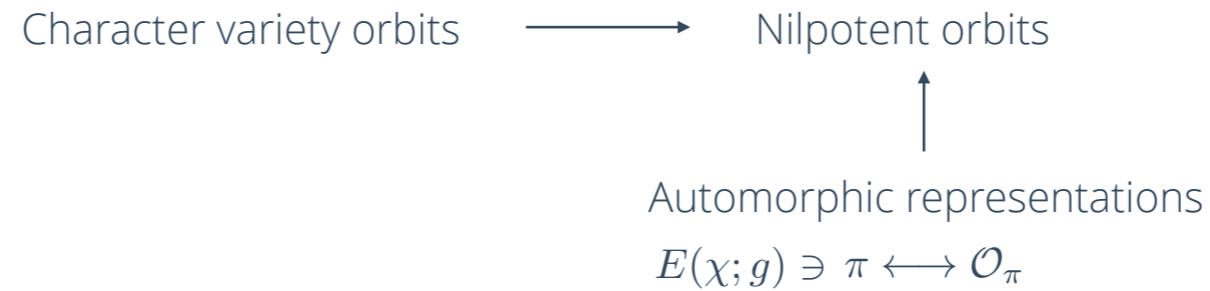 Character variety orbits ⟶ Nilpotent orbits
↑
Automorphic representations
E(χ; g) ∋ π ⟷ 𝒪_π